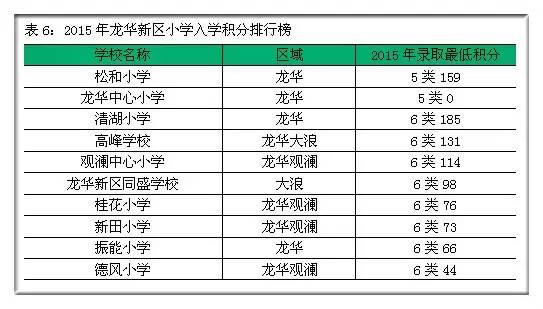 表 6：2015 年龙华新区小学入学积分排行榜
学校名称 区域 2015 年录取最低积分
松和小学 龙华 5 类 159
龙华中心小学 龙华 5 类 0
清湖小学 龙华 6 类 185
高峰学校 龙华大浪 6 类 131
观澜中心小学 龙华观澜 6 类 114
龙华新区同盛学校 大浪 6 类 98
桂花小学 龙华观澜 6 类 76
新田小学 龙华观澜 6 类 73
振能小学 龙华 6 类 66
德风小学 龙华观澜 6 类 44